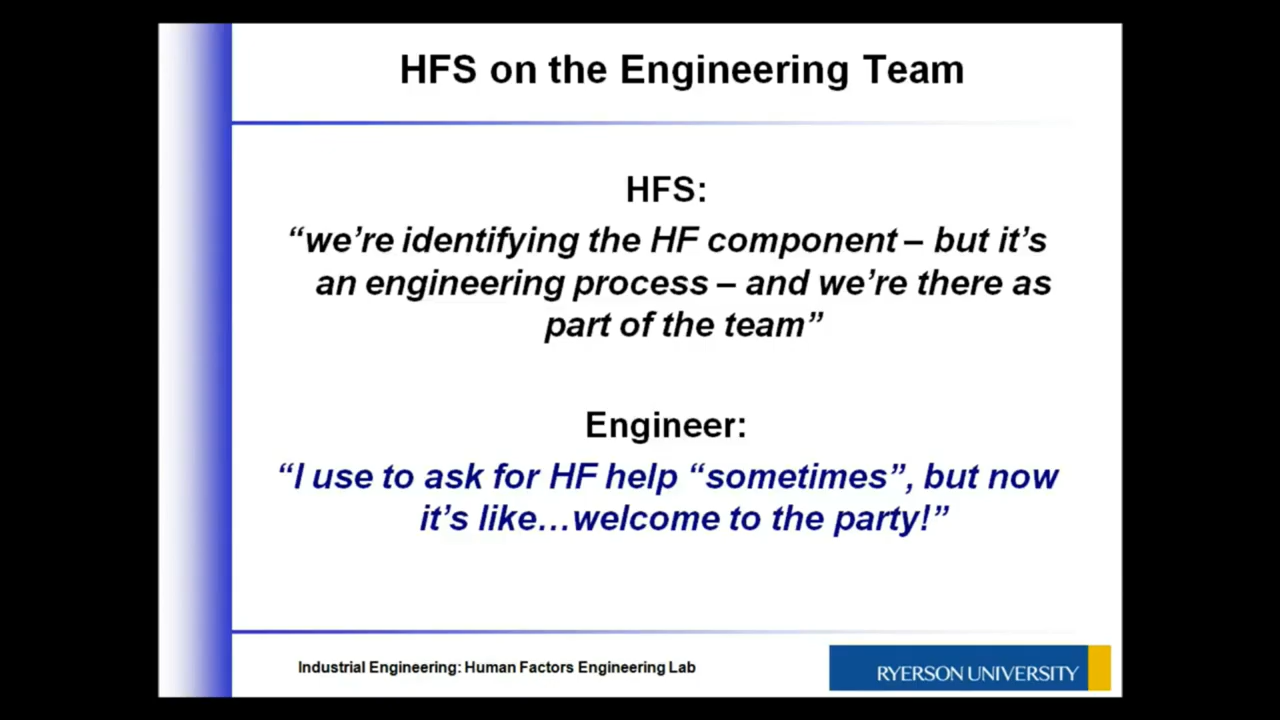 HFS on the Engineering Team
HFS:
“we’re identifying the HF component – but it’s
an engineering process – and we’re there as
part of the team”
Engineer:
“I use to ask for HF help “sometimes”, but now
it’s like…welcome to the party!”
Industrial Engineering: Human Factors Engineering Lab
RYERSON UNIVERSITY